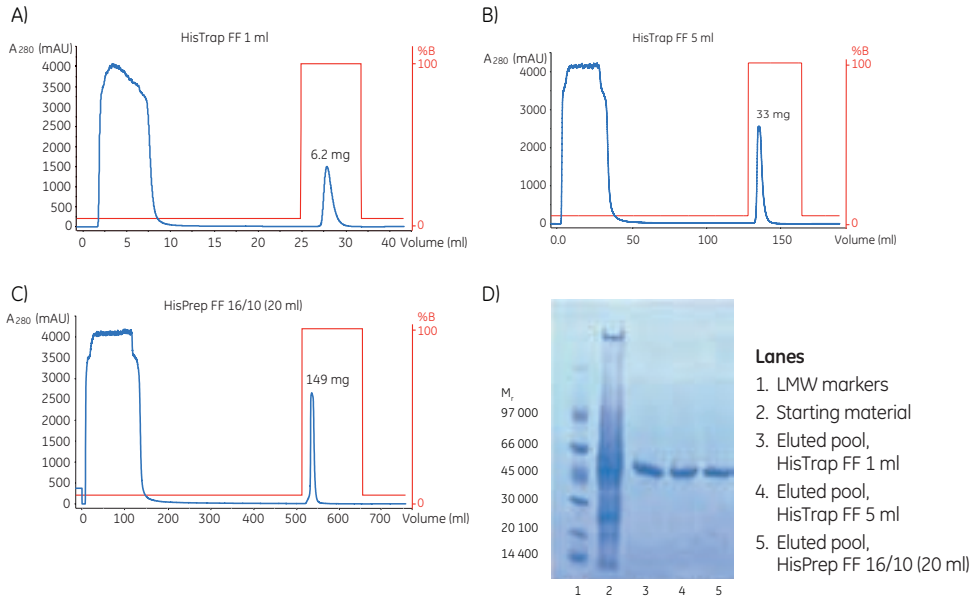 A)
HisTrap FF 1 ml
A280 (mAU)
%B
4000
100
3500
3000
2500
2000
1500
6.2 mg
1000
500
0
0
0 5 10 15 20 25 30 35 40 Volume (ml)
B)
HisTrap FF 5 ml
A280 (mAU)
%B
4000
100
3000
2000
33 mg
1000
0
0
0.0 50 100 150 Volume (ml)
C)
HisPrep FF 16/10 (20 ml)
A280 (mAU)
%B
4000
100
3500
3000
2500
149 mg
2000
1500
1000
500
0
0
0 100 200 300 400 500 600 700 Volume (ml)
D)
Mr
97 000
66 000
45 000
30 000
20 100
14 400
1 2 3 4 5
Lanes
1. LMW markers
2. Starting material
3. Eluted pool,
HisTrap FF 1 ml
4. Eluted pool,
HisTrap FF 5 ml
5. Eluted pool,
HisPrep FF 16/10 (20 ml)